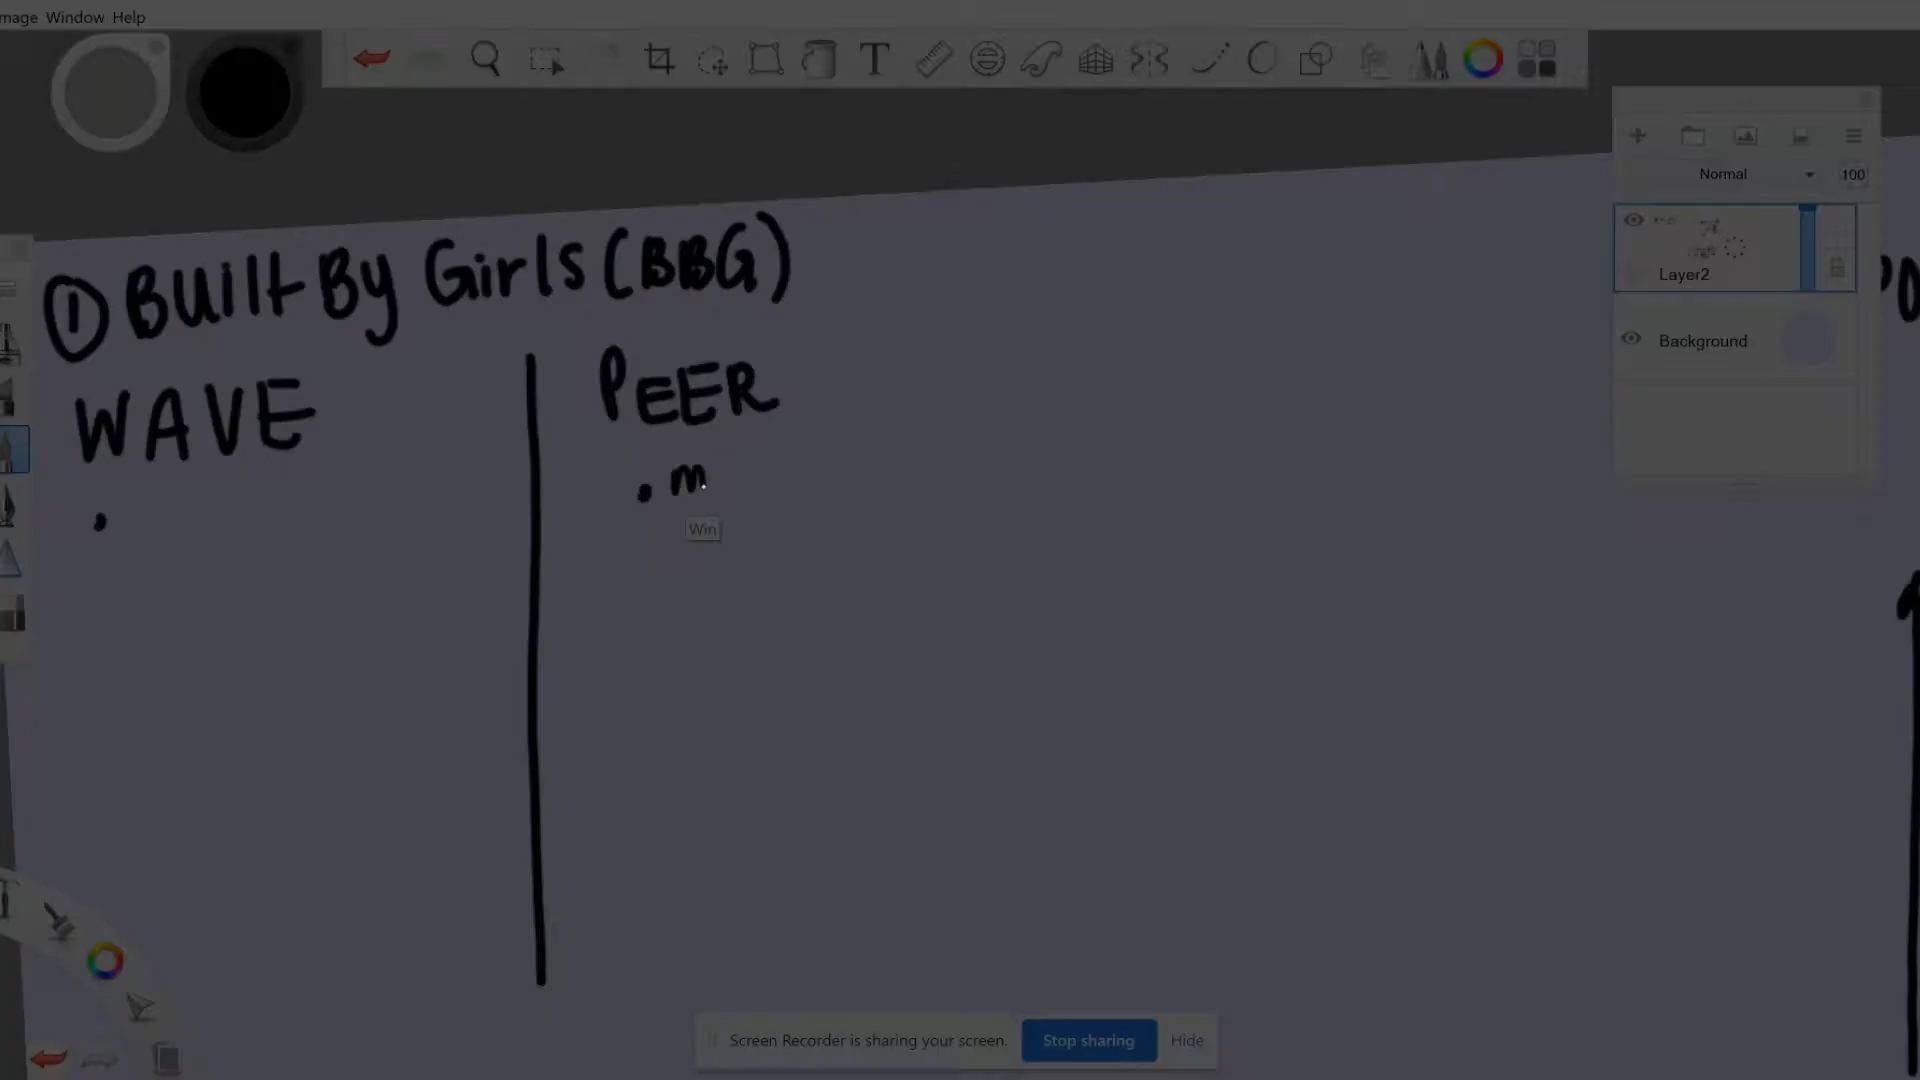 mage Window Help
T
Normal 100
Layer2
Background
① Built By Girls (BBG)
WAVE
PEER
•
• m
Win
Screen Recorder is sharing your screen. Stop sharing Hide